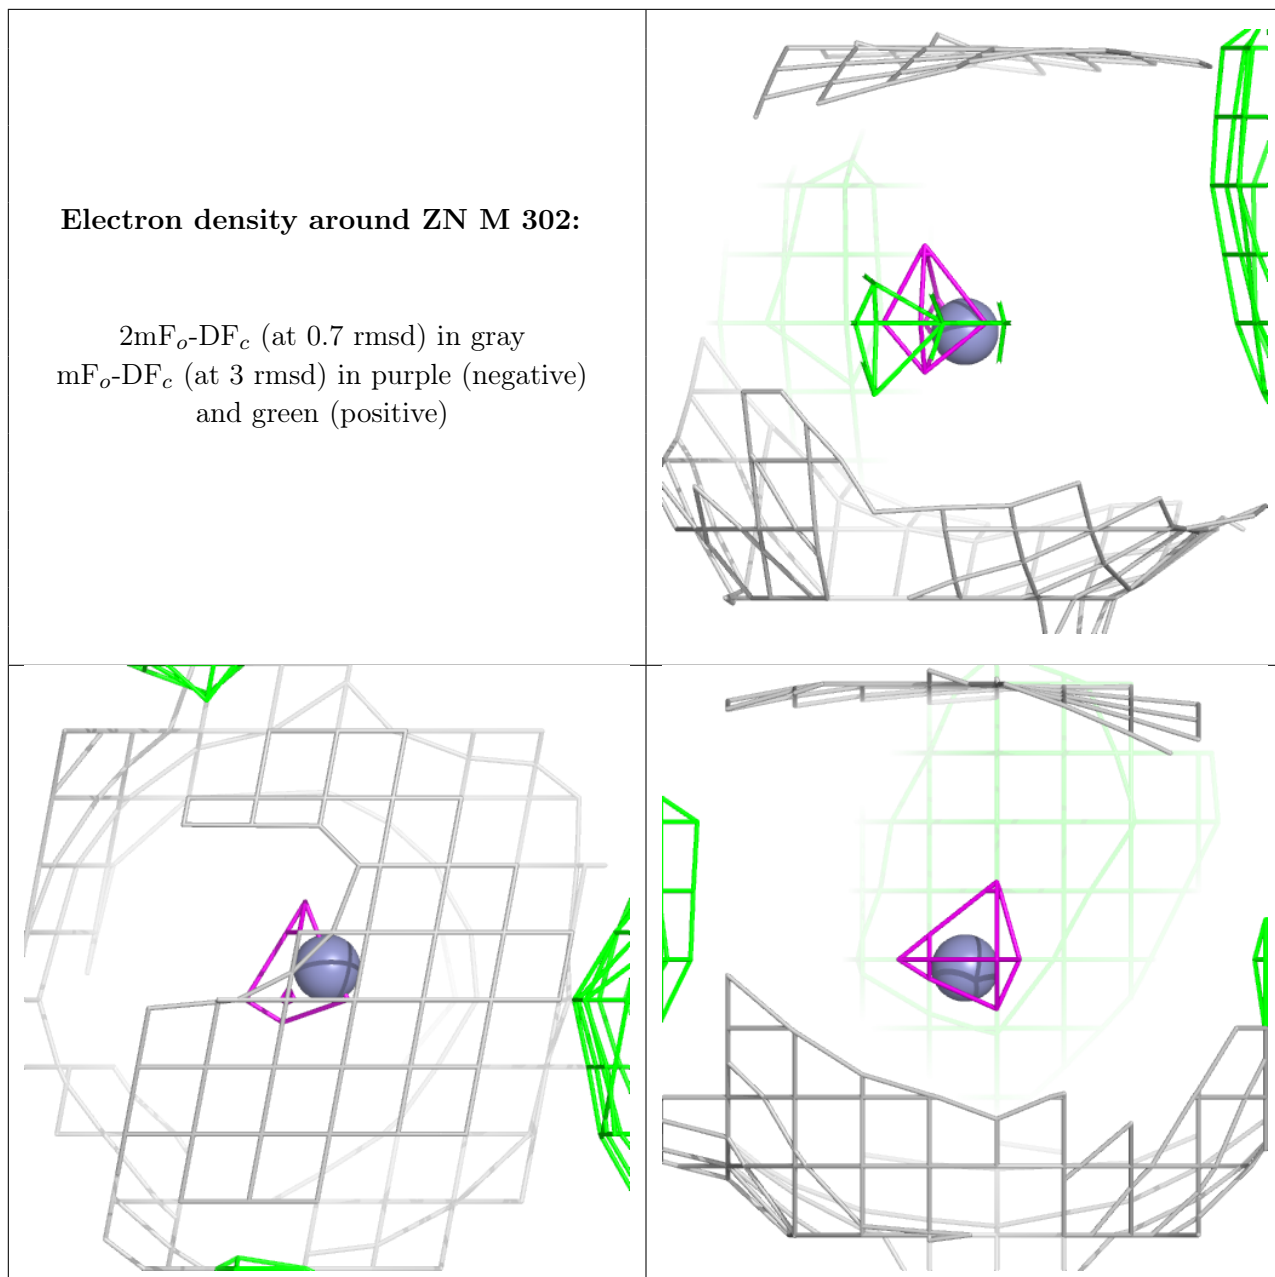 Electron density around ZN M 302:
2mFo-DFc (at 0.7 rmsd) in gray
mFo-DFc (at 3 rmsd) in purple (negative)
and green (positive)